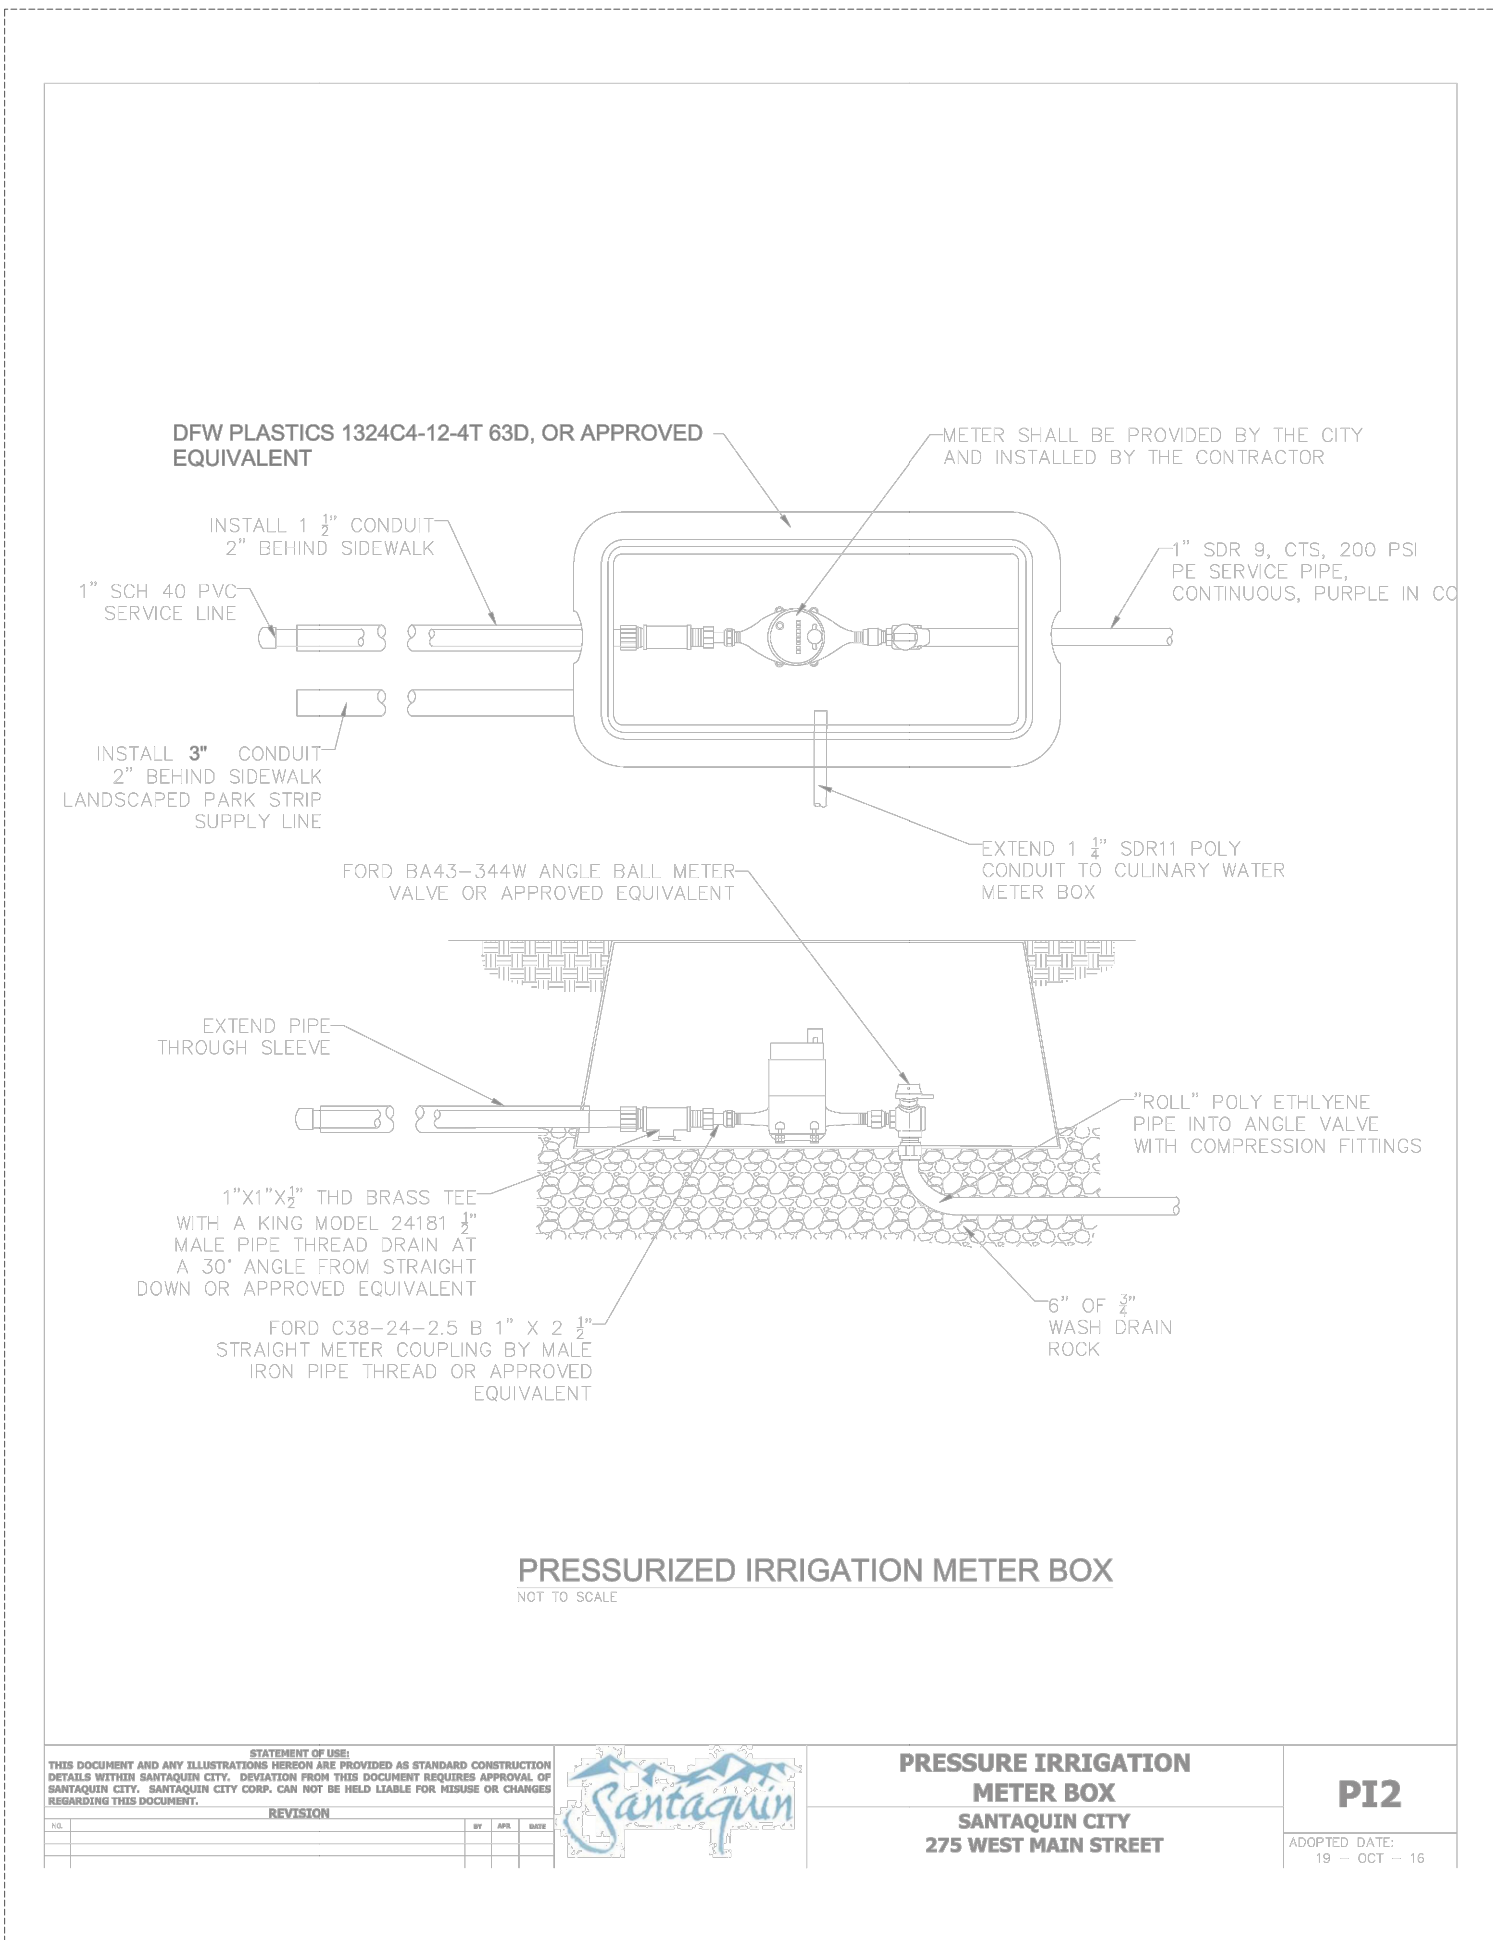 DFW PLASTICS 1324C4-12-4T 63D, OR APPROVED
EQUIVALENT
METER SHALL BE PROVIDED BY THE CITY
AND INSTALLED BY THE CONTRACTOR
INSTALL 1 1/2" CONDUIT
2" BEHIND SIDEWALK
1" SCH 40 PVC
SERVICE LINE
1" SDR 9, CTS, 200 PSI
PE SERVICE PIPE,
CONTINUOUS, PURPLE IN CO
INSTALL 3" CONDUIT
2" BEHIND SIDEWALK
LANDSCAPED PARK STRIP
SUPPLY LINE
EXTEND 1 1/4" SDR11 POLY
CONDUIT TO CULINARY WATER
METER BOX
FORD BA43-344W ANGLE BALL METER
VALVE OR APPROVED EQUIVALENT
EXTEND PIPE
THROUGH SLEEVE
"ROLL" POLY ETHLYENE
PIPE INTO ANGLE VALVE
WITH COMPRESSION FITTINGS
1"X1"X1/2" THD BRASS TEE
WITH A KING MODEL 24181 1/2"
MALE PIPE THREAD DRAIN AT
A 30° ANGLE FROM STRAIGHT
DOWN OR APPROVED EQUIVALENT
FORD C38-24-2.5 B 1" X 2 1/2"
STRAIGHT METER COUPLING BY MALE
IRON PIPE THREAD OR APPROVED
EQUIVALENT
6" OF 3/4"
WASH DRAIN
ROCK
PRESSURIZED IRRIGATION METER BOX
NOT TO SCALE
STATEMENT OF USE:
THIS DOCUMENT AND ANY ILLUSTRATIONS HEREON ARE PROVIDED AS STANDARD CONSTRUCTION
DETAILS WITHIN SANTAQUIN CITY. DEVIATION FROM THIS DOCUMENT REQUIRES APPROVAL OF
SANTAQUIN CITY. SANTAQUIN CITY CORP. CAN NOT BE HELD LIABLE FOR MISUSE OR CHANGES
REGARDING THIS DOCUMENT.
REVISION
NO. BY APR. DATE
Santaquin
PRESSURE IRRIGATION
METER BOX
SANTAQUIN CITY
275 WEST MAIN STREET
PI2
ADOPTED DATE:
19 - OCT - 16